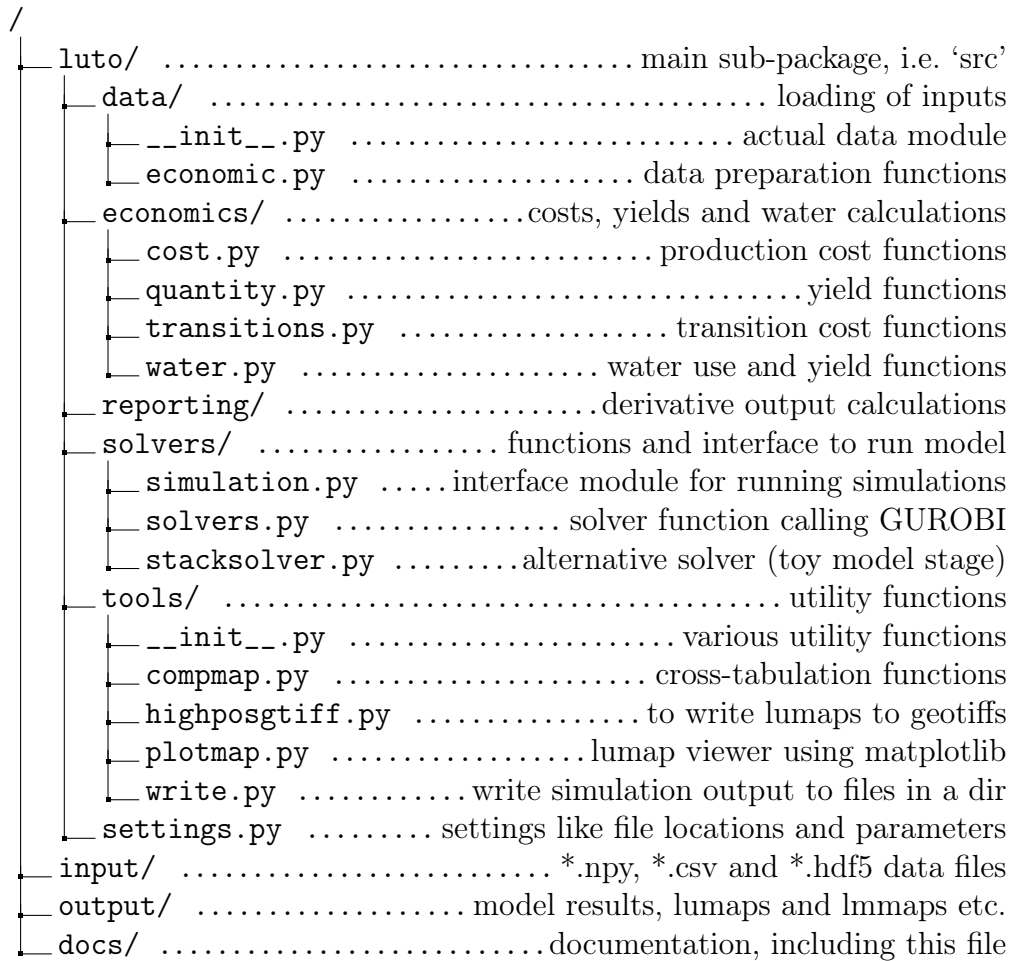 /
luto/ ................................. main sub-package, i.e. ‘src’
data/ ....................................... loading of inputs
__init__.py ........................... actual data module
economic.py .................... data preparation functions
economics/ .................costs, yields and water calculations
cost.py .......................... production cost functions
quantity.py ................................yield functions
transitions.py ................... transition cost functions
water.py ..................... water use and yield functions
reporting/ ......................derivative output calculations
solvers/ ................. functions and interface to run model
simulation.py .....interface module for running simulations
solvers.py ................ solver function calling GUROBI
stacksolver.py .........alternative solver (toy model stage)
tools/ ....................................... utility functions
__init__.py ....................... various utility functions
compmap.py ...................... cross-tabulation functions
highposgtiff.py ................to write lumaps to geotiffs
plotmap.py ..................lumap viewer using matplotlib
write.py ............write simulation output to files in a dir
settings.py ......... settings like file locations and parameters
input/ .......................... *.npy, *.csv and *.hdf5 data files
output/ ................... model results, lumaps and lmmaps etc.
docs/ ...........................documentation, including this file